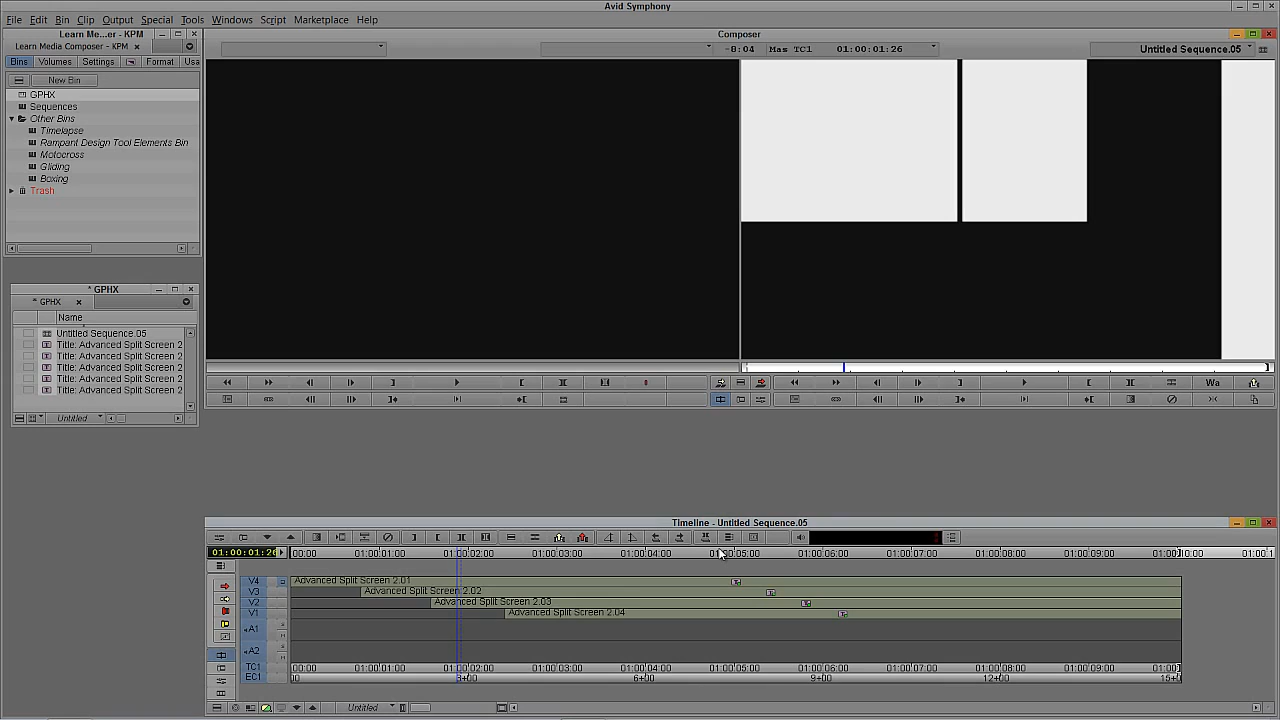 Avid Symphony
File Edit Bin Clip Output Special Tools Windows Script Marketplace Help
Learn Me...er - KPM
Learn Media Composer - KPM
Bins Volumes Settings Format Usa
New Bin
GPHX
Sequences
Other Bins
Timelapse
Rampant Design Tool Elements Bin
Motocross
Gliding
Boxing
Trash
Composer
-8:04 Mas TC1 01:00:01:26
Untitled Sequence.05
* GPHX
* GPHX
Name
Untitled Sequence.05
Title: Advanced Split Screen 2
Title: Advanced Split Screen 2
Title: Advanced Split Screen 2
Title: Advanced Split Screen 2
Title: Advanced Split Screen 2
Untitled
Wa
Timeline - Untitled Sequence.05
01:00:01:26 00:00 01:00:01:00 01:00:02:00 01:00:03:00 01:00:04:00 01:00:05:00 01:00:06:00 01:00:07:00 01:00:08:00 01:00:09:00 10:00 01:00:1
V4 Advanced Split Screen 2.01
V3 Advanced Split Screen 2.02
V2 Advanced Split Screen 2.03
V1 Advanced Split Screen 2.04
A1
A2
TC1 00:00 01:00:01:00 01:00:02:00 01:00:03:00 01:00:04:00 01:00:05:00 01:00:06:00 01:00:07:00 01:00:08:00 01:00:09:00 01:00:
EC1 00 3+00 6+00 9+00 12+00 15+0
Untitled